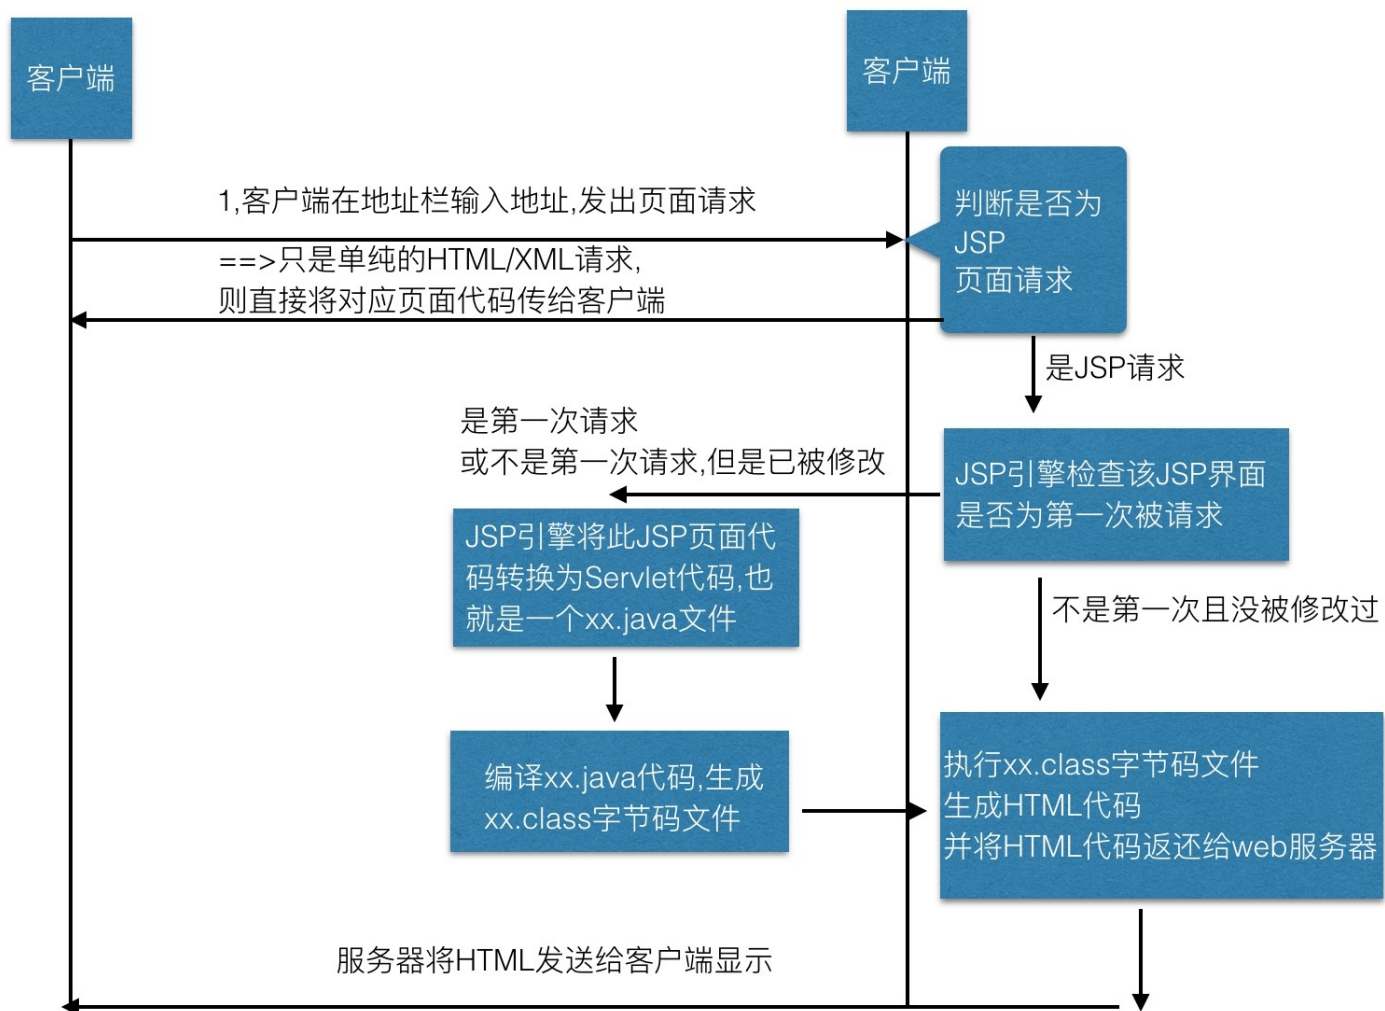 客户端
客户端
1,客户端在地址栏输入地址,发出页面请求
判断是否为
JSP
页面请求
==>只是单纯的HTML/XML请求,
则直接将对应页面代码传给客户端
是JSP请求
是第一次请求
或不是第一次请求,但是已被修改
JSP引擎检查该JSP界面
是否为第一次被请求
JSP引擎将此JSP页面代
码转换为Servlet代码,也
就是一个xx.java文件
不是第一次且没被修改过
编译xx.java代码,生成
xx.class字节码文件
执行xx.class字节码文件
生成HTML代码
并将HTML代码返还给web服务器
服务器将HTML发送给客户端显示